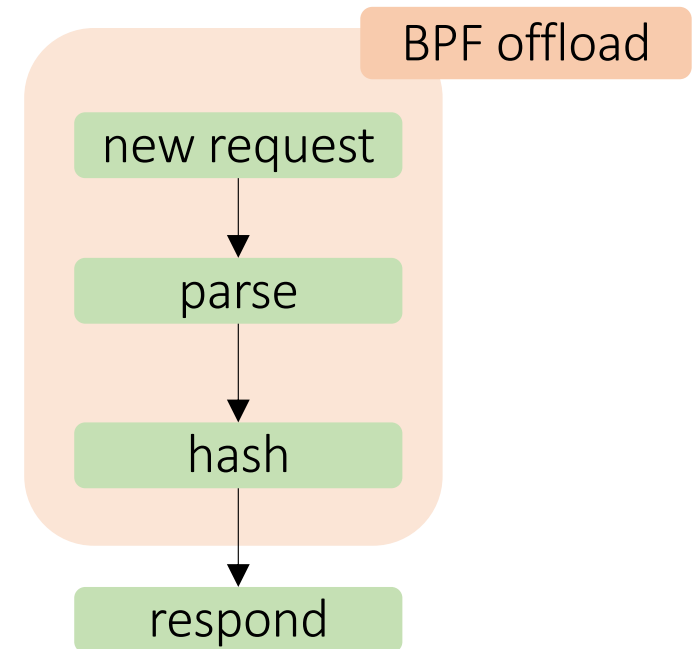 BPF offload
new request
parse
hash
respond